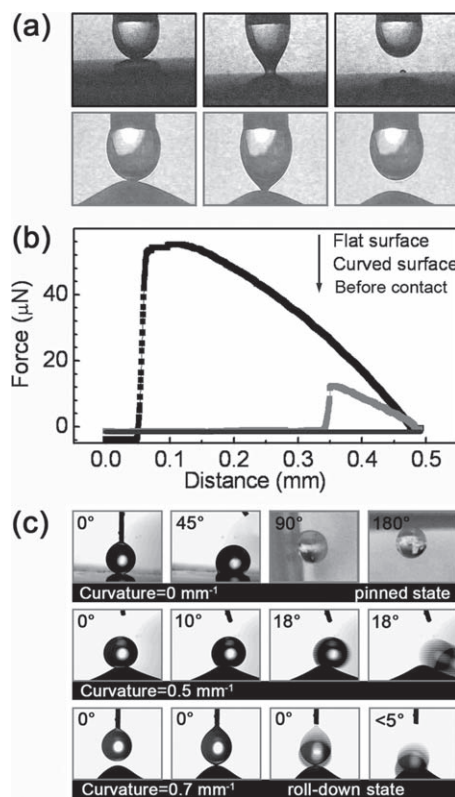 (a)
(b)
Flat surface
Curved surface
Before contact
Force (μN)
40
20
0
0.0 0.1 0.2 0.3 0.4 0.5
Distance (mm)
(c)
0° 45° 90° 180°
Curvature=0 mm⁻¹ pinned state
0° 10° 18° 18°
Curvature=0.5 mm⁻¹
0° 0° 0° <5°
Curvature=0.7 mm⁻¹ roll-down state